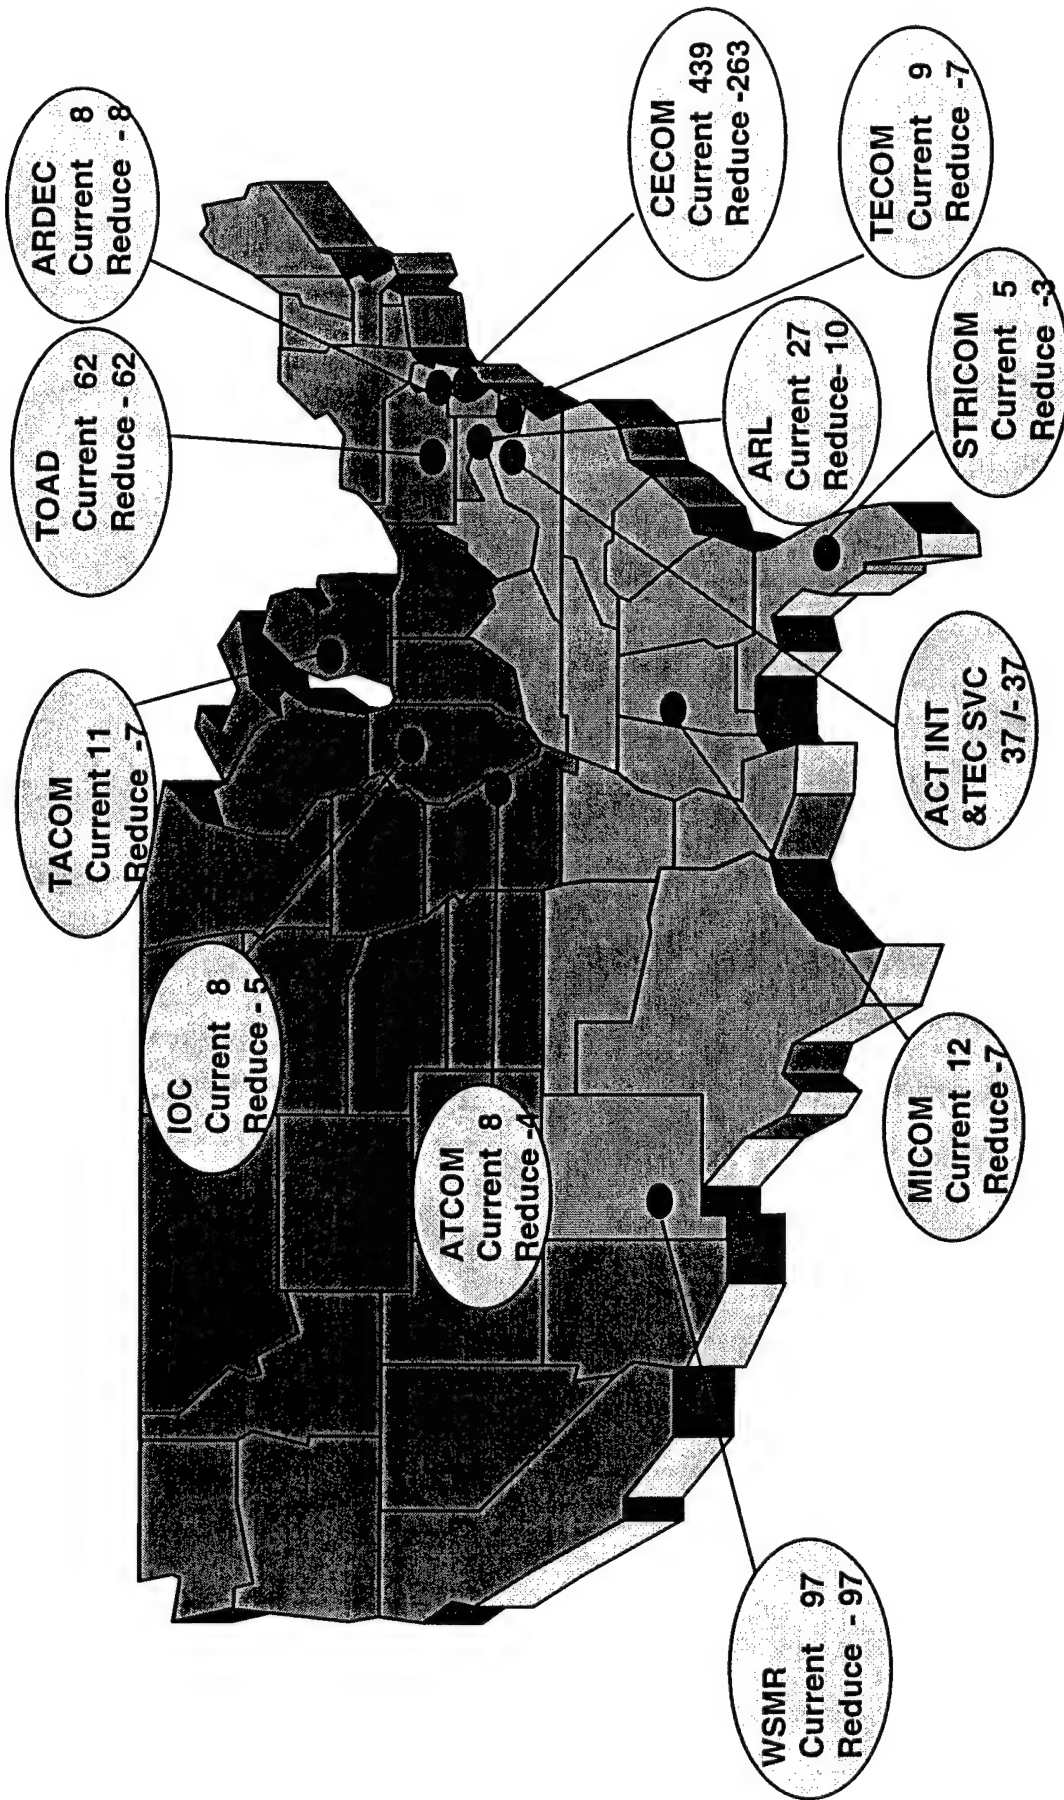 ARDEC
Current 8
Reduce - 8
TOAD
Current 62
Reduce - 62
TACOM
Current 11
Reduce -7
IOC
Current 8
Reduce - 5
ATCOM
Current 8
Reduce -4
CECOM
Current 439
Reduce -263
TECOM
Current 9
Reduce -7
STRICOM
Current 5
Reduce -3
ARL
Current 27
Reduce- 10
ACT INT
&TEC SVC
37 /- 37
MICOM
Current 12
Reduce -7
WSMR
Current 97
Reduce - 97